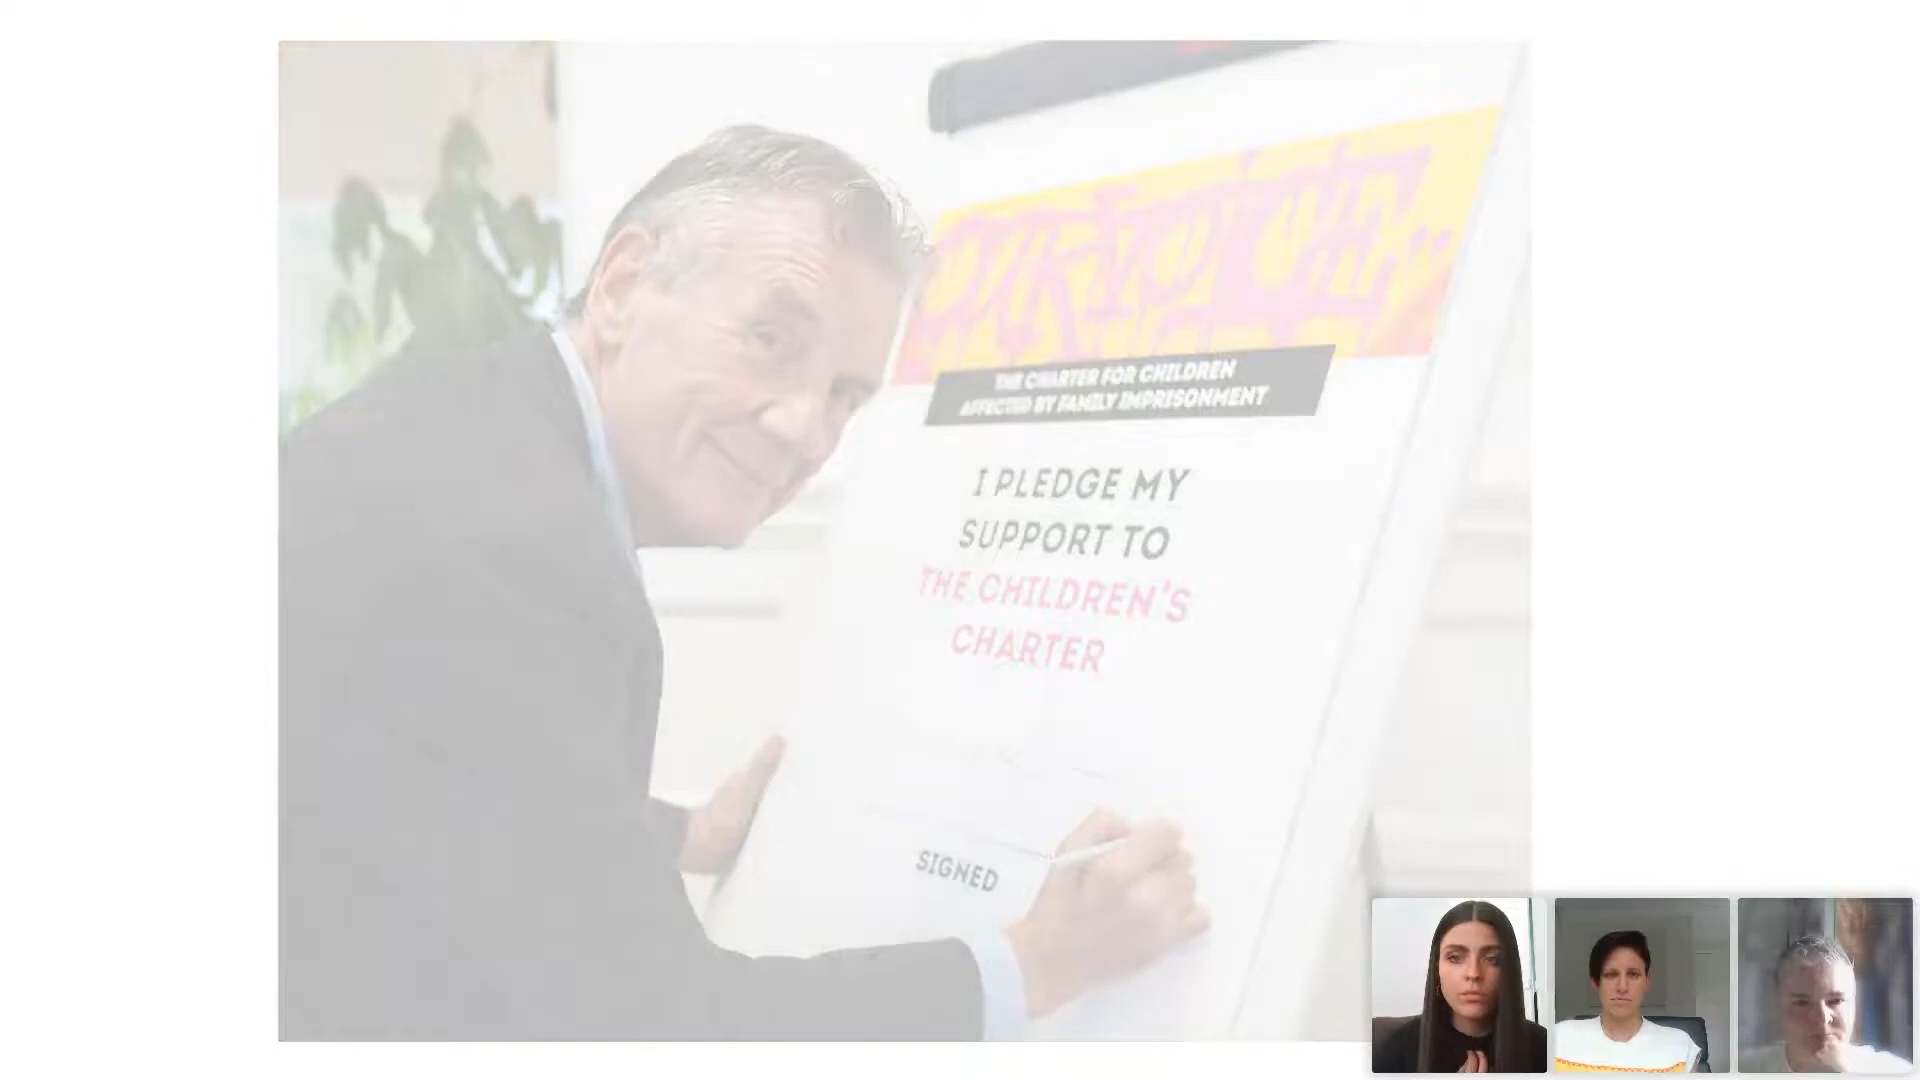 THE CHARTER FOR CHILDREN
AFFECTED BY FAMILY IMPRISONMENT
I PLEDGE MY
SUPPORT TO
THE CHILDREN'S
CHARTER
SIGNED